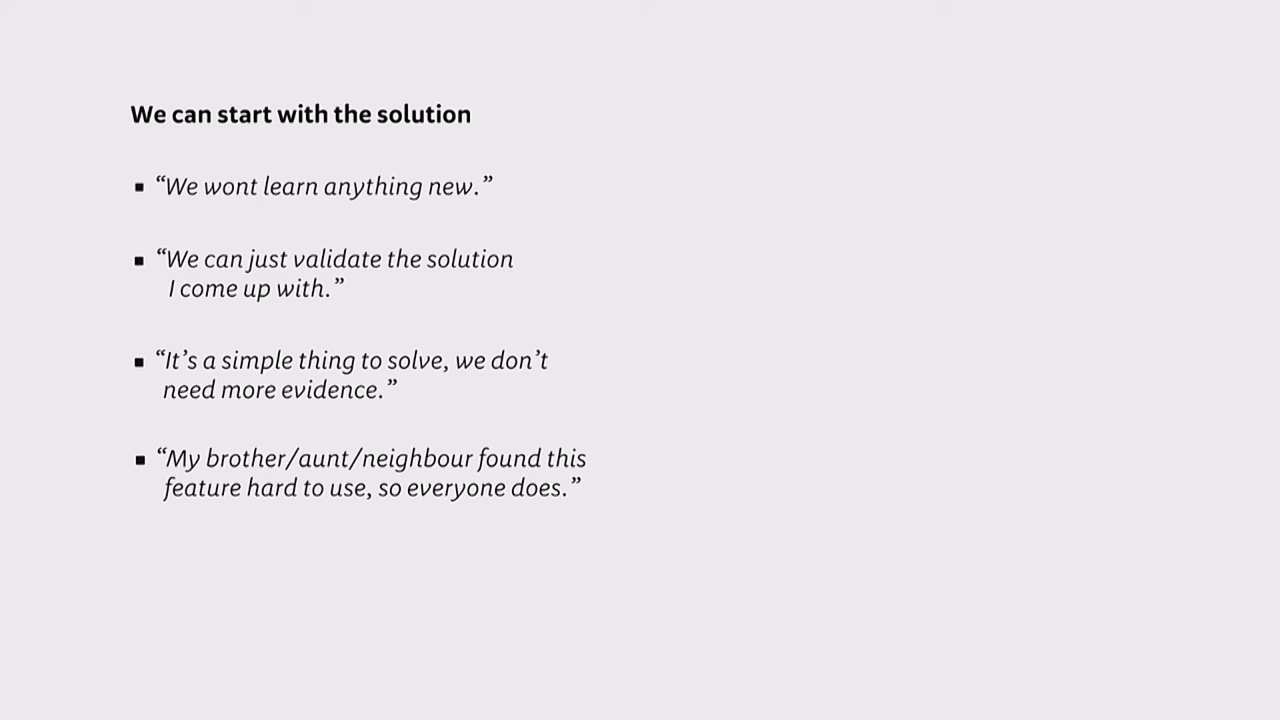 We can start with the solution
▪ “We wont learn anything new.”
▪ “We can just validate the solution
I come up with.”
▪ “It’s a simple thing to solve, we don’t
need more evidence.”
▪ “My brother/aunt/neighbour found this
feature hard to use, so everyone does.”